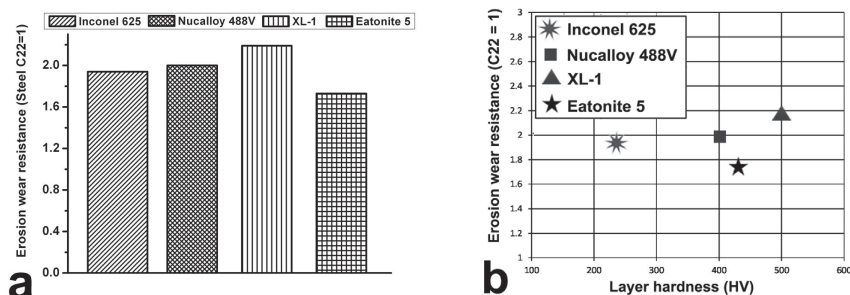 Inconel 625 Nucalloy 488V XL-1 Eatonite 5
Erosion wear resistance (Steel C22=1)
2.0
1.6
1.2
0.8
2.0
0.0
a
Erosion wear resistance (C22 = 1)
3
2.8
2.6
2.4
2.2
2
1.8
1.6
1.4
1.2
1
Inconel 625
Nucalloy 488V
XL-1
Eatonite 5
100 200 300 400 500 600
Layer hardness (HV)
b